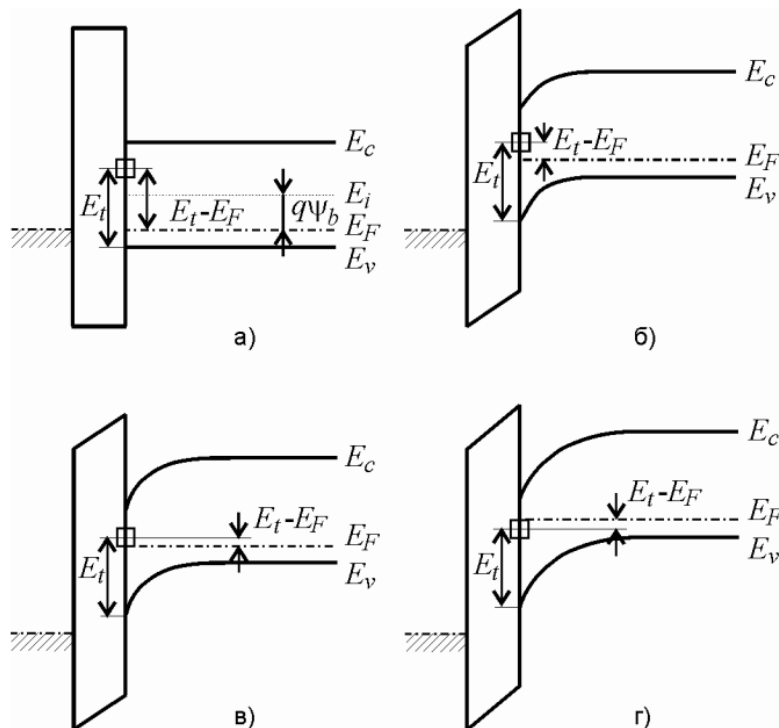 E_c
E_t
E_t-E_F
qψ_b
E_i
E_F
E_v
а)
E_c
E_t
E_t-E_F
E_F
E_v
б)
E_c
E_t-E_F
E_t
E_F
E_v
в)
E_c
E_t-E_F
E_F
E_t
E_v
г)